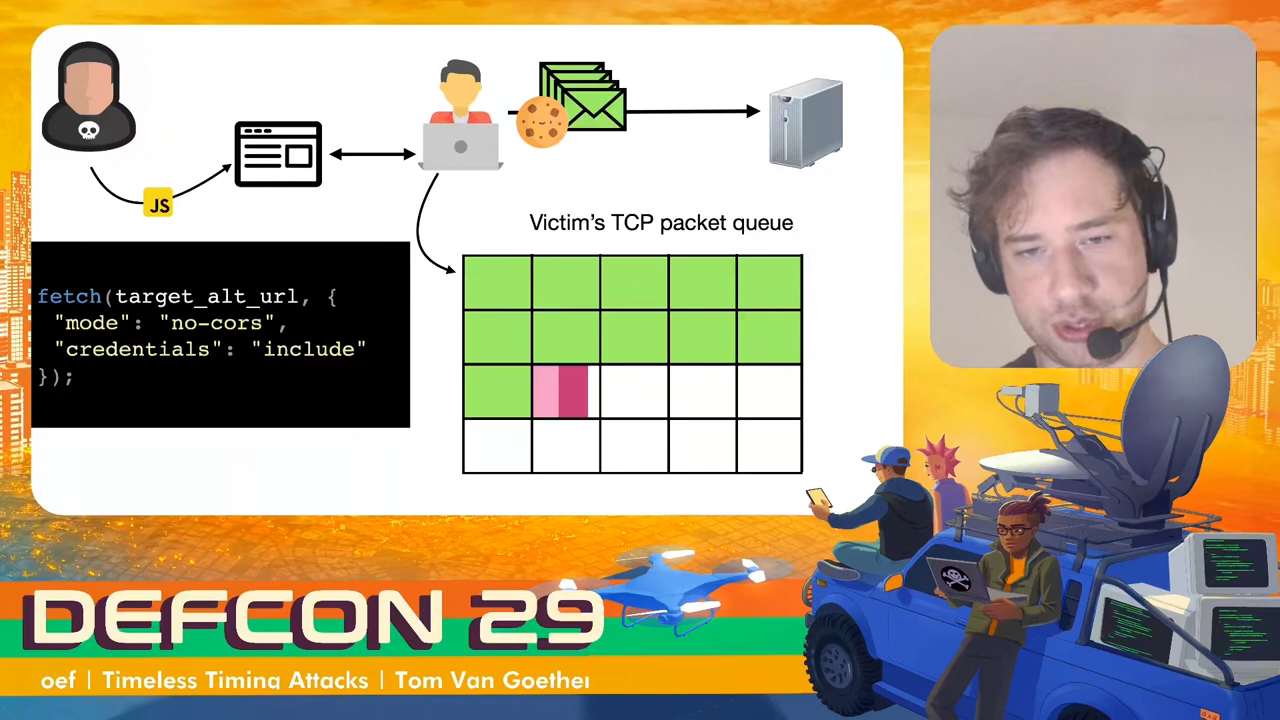 JS
Victim's TCP packet queue
fetch(target_alt_url, {
"mode": "no-cors",
"credentials": "include"
});
DEFCON 29
oef | Timeless Timing Attacks | Tom Van Goethe